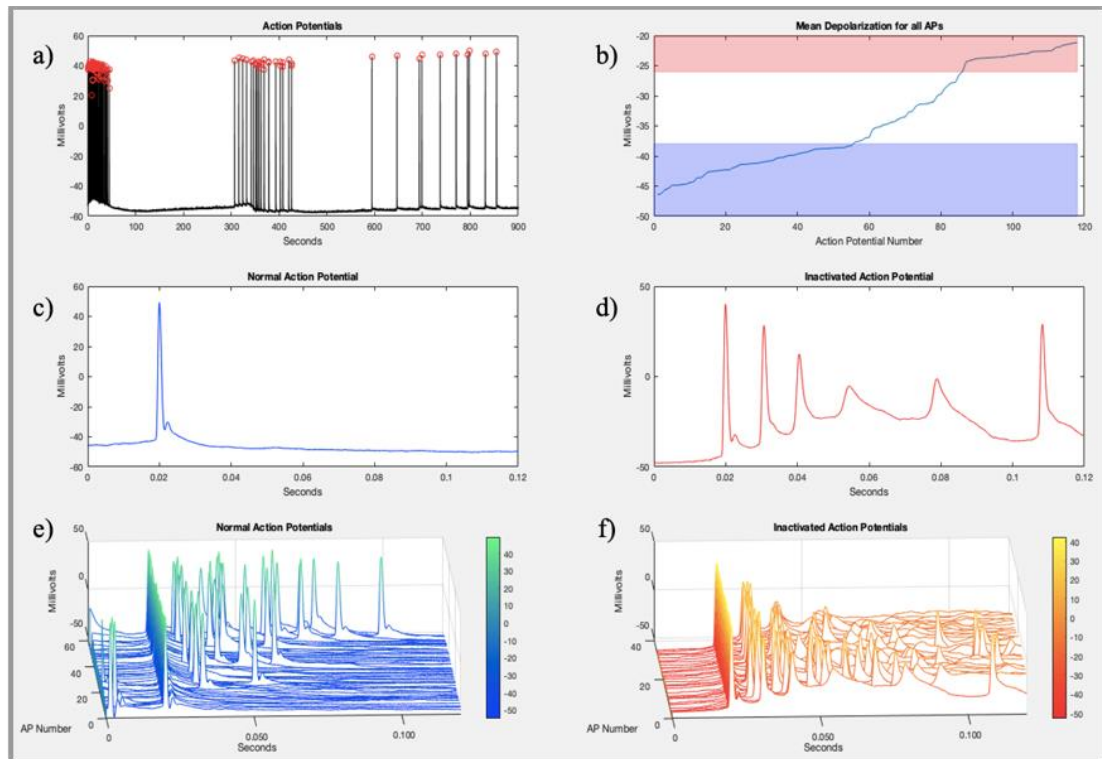 a)
Action Potentials
Millivolts
60
40
20
0
-20
-40
-60
0 100 200 300 400 500 600 700 800 900
Seconds
b)
Mean Depolarization for all APs
Millivolts
-20
-25
-30
-35
-40
-45
-50
0 20 40 60 80 100 120
Action Potential Number
c)
Normal Action Potential
Millivolts
60
40
20
0
-20
-40
-60
0 0.02 0.04 0.06 0.08 0.1 0.12
Seconds
d)
Inactivated Action Potential
Millivolts
50
0
-50
0 0.02 0.04 0.06 0.08 0.1 0.12
Seconds
e)
Normal Action Potentials
Millivolts
50
0
-50
60
40
20
0
AP Number
0 0.050 0.100
Seconds
40
30
20
10
0
-10
-20
-30
-40
-50
f)
Inactivated Action Potentials
Millivolts
50
0
-50
60
40
20
0
AP Number
0 0.050 0.100
Seconds
40
30
20
10
0
-10
-20
-30
-40
-50